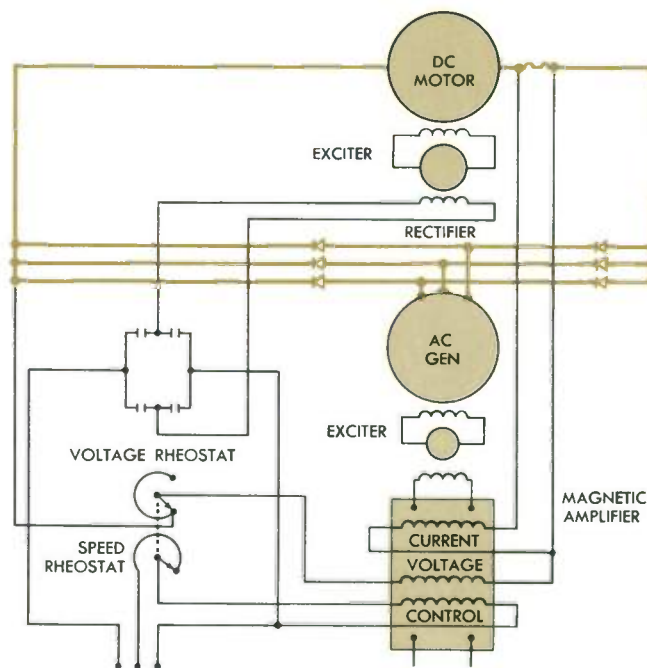 DC
MOTOR
EXCITER
RECTIFIER
AC
GEN
EXCITER
VOLTAGE RHEOSTAT
MAGNETIC
AMPLIFIER
CURRENT
SPEED
RHEOSTAT
VOLTAGE
CONTROL